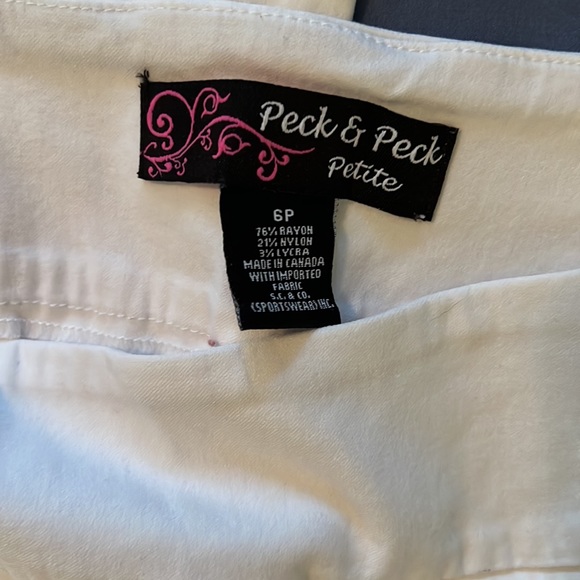 Peck & Peck
Petite
6P
76% RAYON
21% NYLON
3% LYCRA
MADE IN CANADA
WITH IMPORTED
FABRIC
S.C. & CO.
(SPORTSWEAR) INC.